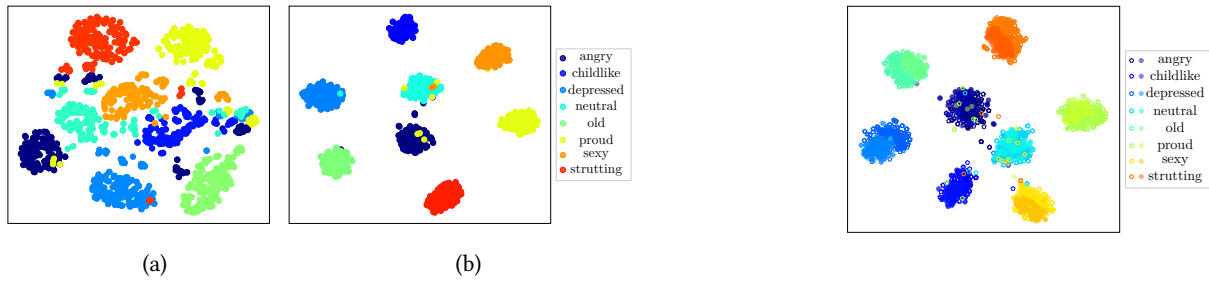 angry
childlike
depressed
neutral
old
proud
sexy
strutting
(a)
(b)
angry
childlike
depressed
neutral
old
proud
sexy
strutting